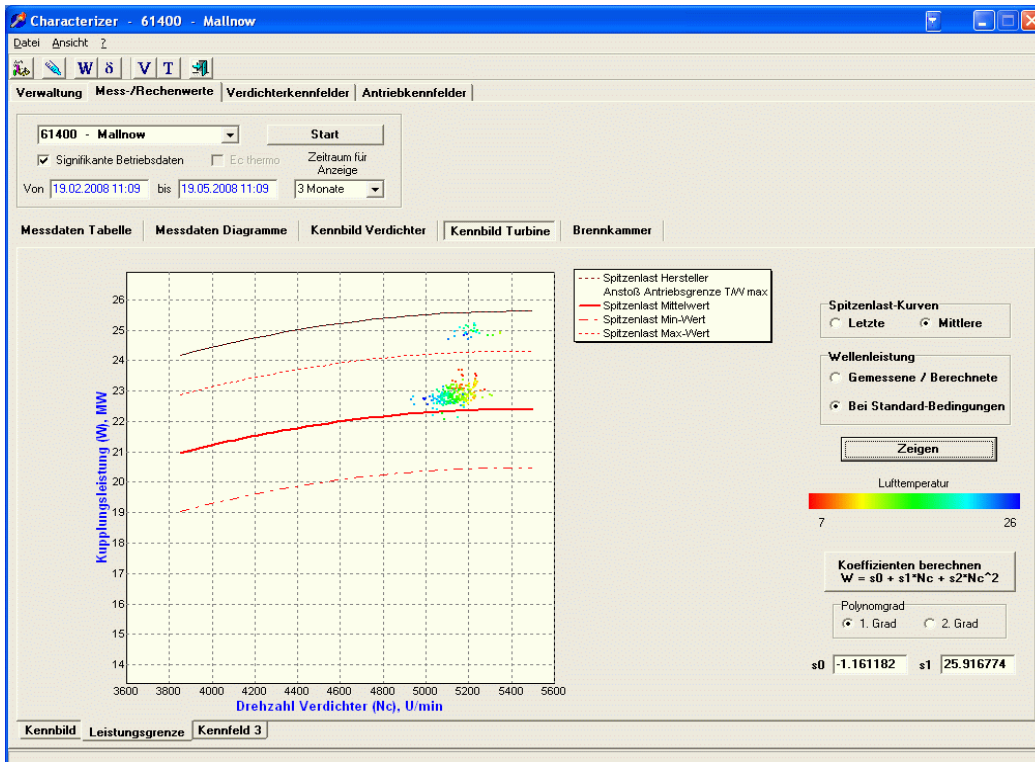 Characterizer - 61400 - Mallnow
Datei Ansicht ?
W δ V T
Verwaltung Mess-/Rechenwerte Verdichterkennfelder Antriebkennfelder
61400 - Mallnow Start
Signifikante Betriebsdaten Ec thermo Zeitraum für
Anzeige
Von 19.02.2008 11:09 bis 19.05.2008 11:09 3 Monate
Messdaten Tabelle Messdaten Diagramme Kennbild Verdichter Kennbild Turbine Brennkammer
Spitzenlast Hersteller
Anstoß Antriebsgrenze T/W max
Spitzenlast Mittelwert
Spitzenlast Min-Wert
Spitzenlast Max-Wert
Spitzenlast-Kurven
Letzte Mittlere
Wellenleistung
Gemessene / Berechnete
Bei Standard-Bedingungen
Zeigen
Lufttemperatur
7 26
Koeffizienten berechnen
W = s0 + s1*Nc + s2*Nc^2
Polynomgrad
1. Grad 2. Grad
s0 -1.161182 s1 25.916774
Kupplungsleistung (W), MW
26
25
24
23
22
21
20
19
18
17
16
15
14
3600 3800 4000 4200 4400 4600 4800 5000 5200 5400 5600
Drehzahl Verdichter (Nc), U/min
Kennbild Leistungsgrenze Kennfeld 3